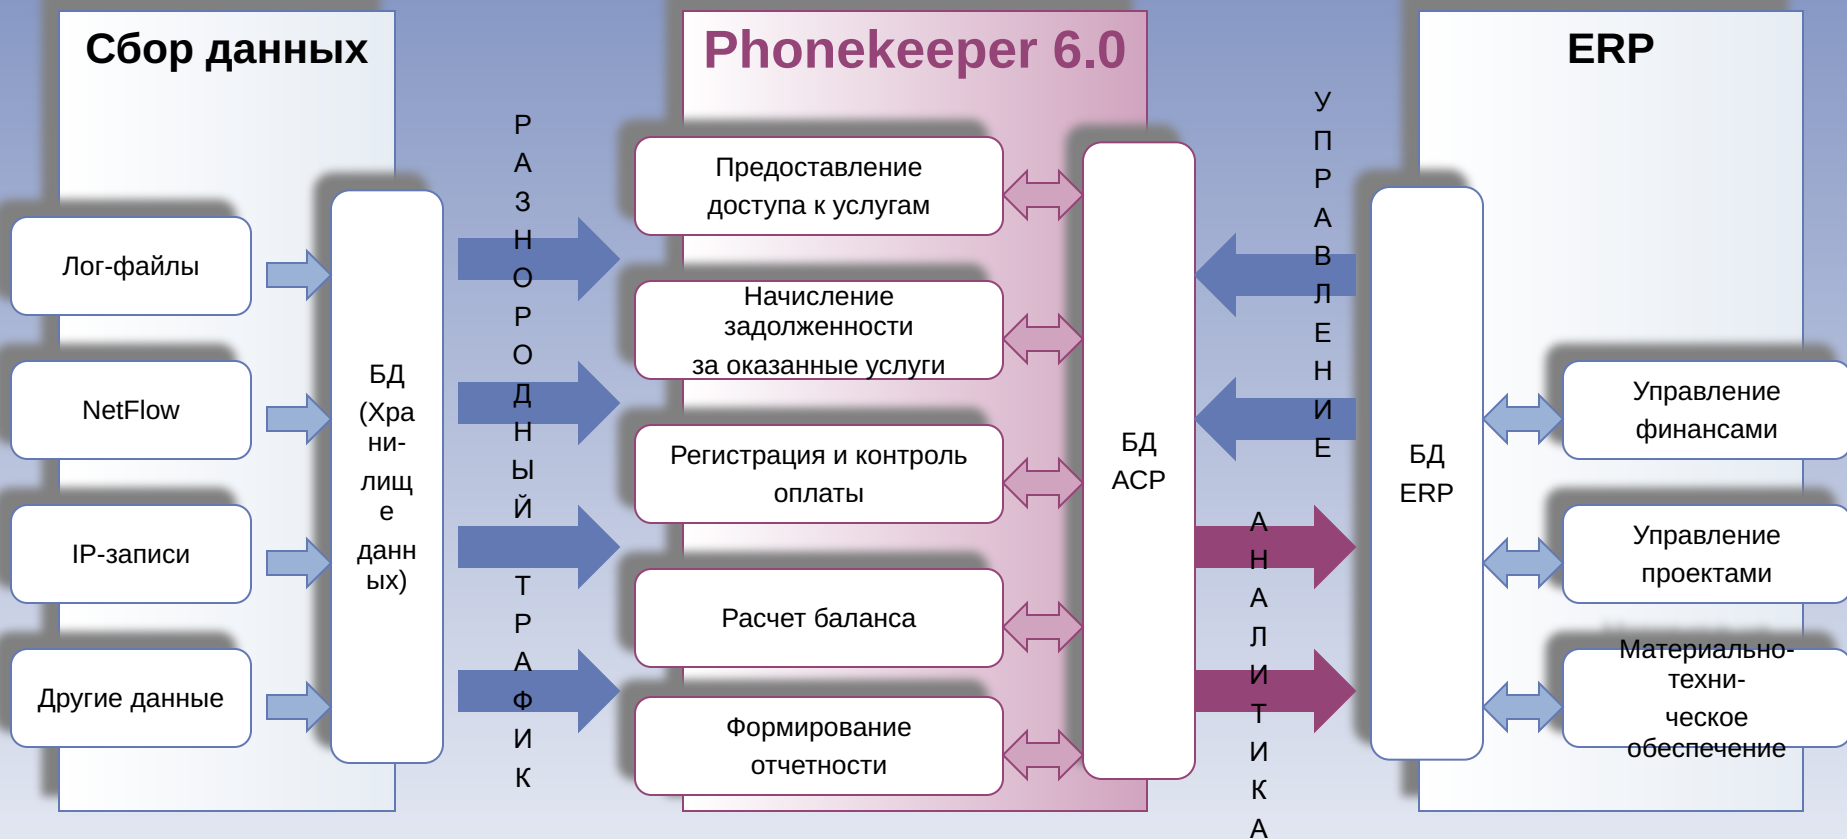 Сбор данных
Лог-файлы
NetFlow
IP-записи
Другие данные
БД
(Хра
ни-
лищ
е
данн
ых)
Р
А
З
Н
О
Р
О
Д
Н
Ы
Й
Т
Р
А
Ф
И
К
Phonekeeper 6.0
Предоставление
доступа к услугам
Начисление
задолженности
за оказанные услуги
Регистрация и контроль
оплаты
Расчет баланса
Формирование
отчетности
БД
АСР
У
П
Р
А
В
Л
Е
Н
И
Е
А
Н
А
Л
И
Т
И
К
А
ERP
БД
ERP
Управление
финансами
Управление
проектами
Материально-
техни-
ческое
обеспечение